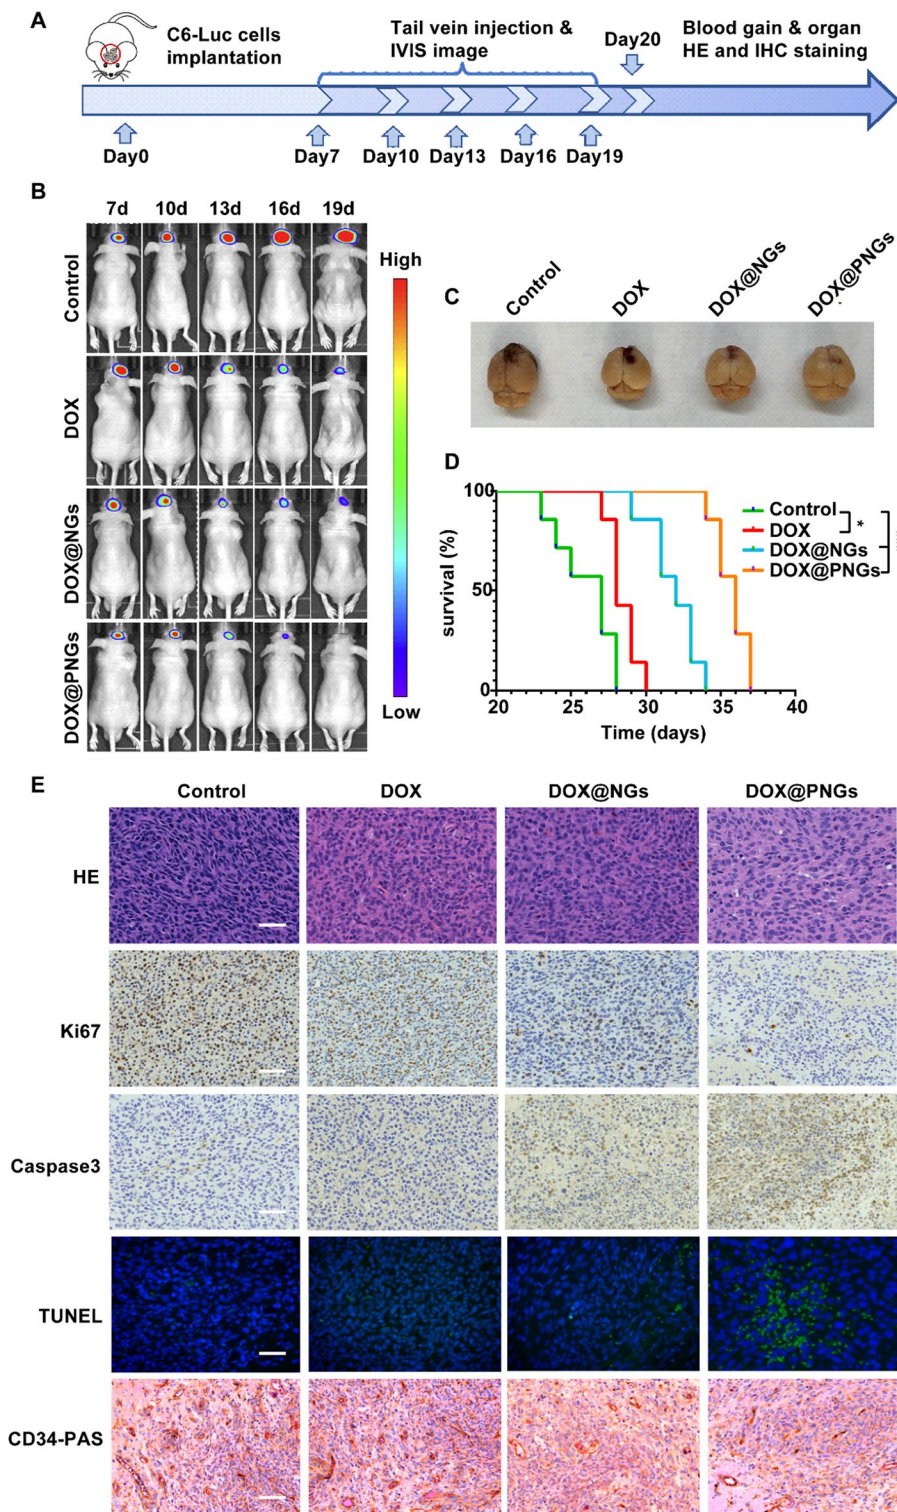 A
C6-Luc cells
implantation
Tail vein injection &
IVIS image
Day20
Blood gain & organ
HE and IHC staining
Day0
Day7
Day10
Day13
Day16
Day19
B
7d
10d
13d
16d
19d
Control
DOX
DOX@NGs
DOX@PNGs
High
Low
C
Control
DOX
DOX@NGs
DOX@PNGs
D
survival (%)
100
50
0
20
25
30
35
40
Time (days)
Control
DOX
DOX@NGs
DOX@PNGs
*
E
Control
DOX
DOX@NGs
DOX@PNGs
HE
Ki67
Caspase3
TUNEL
CD34-PAS